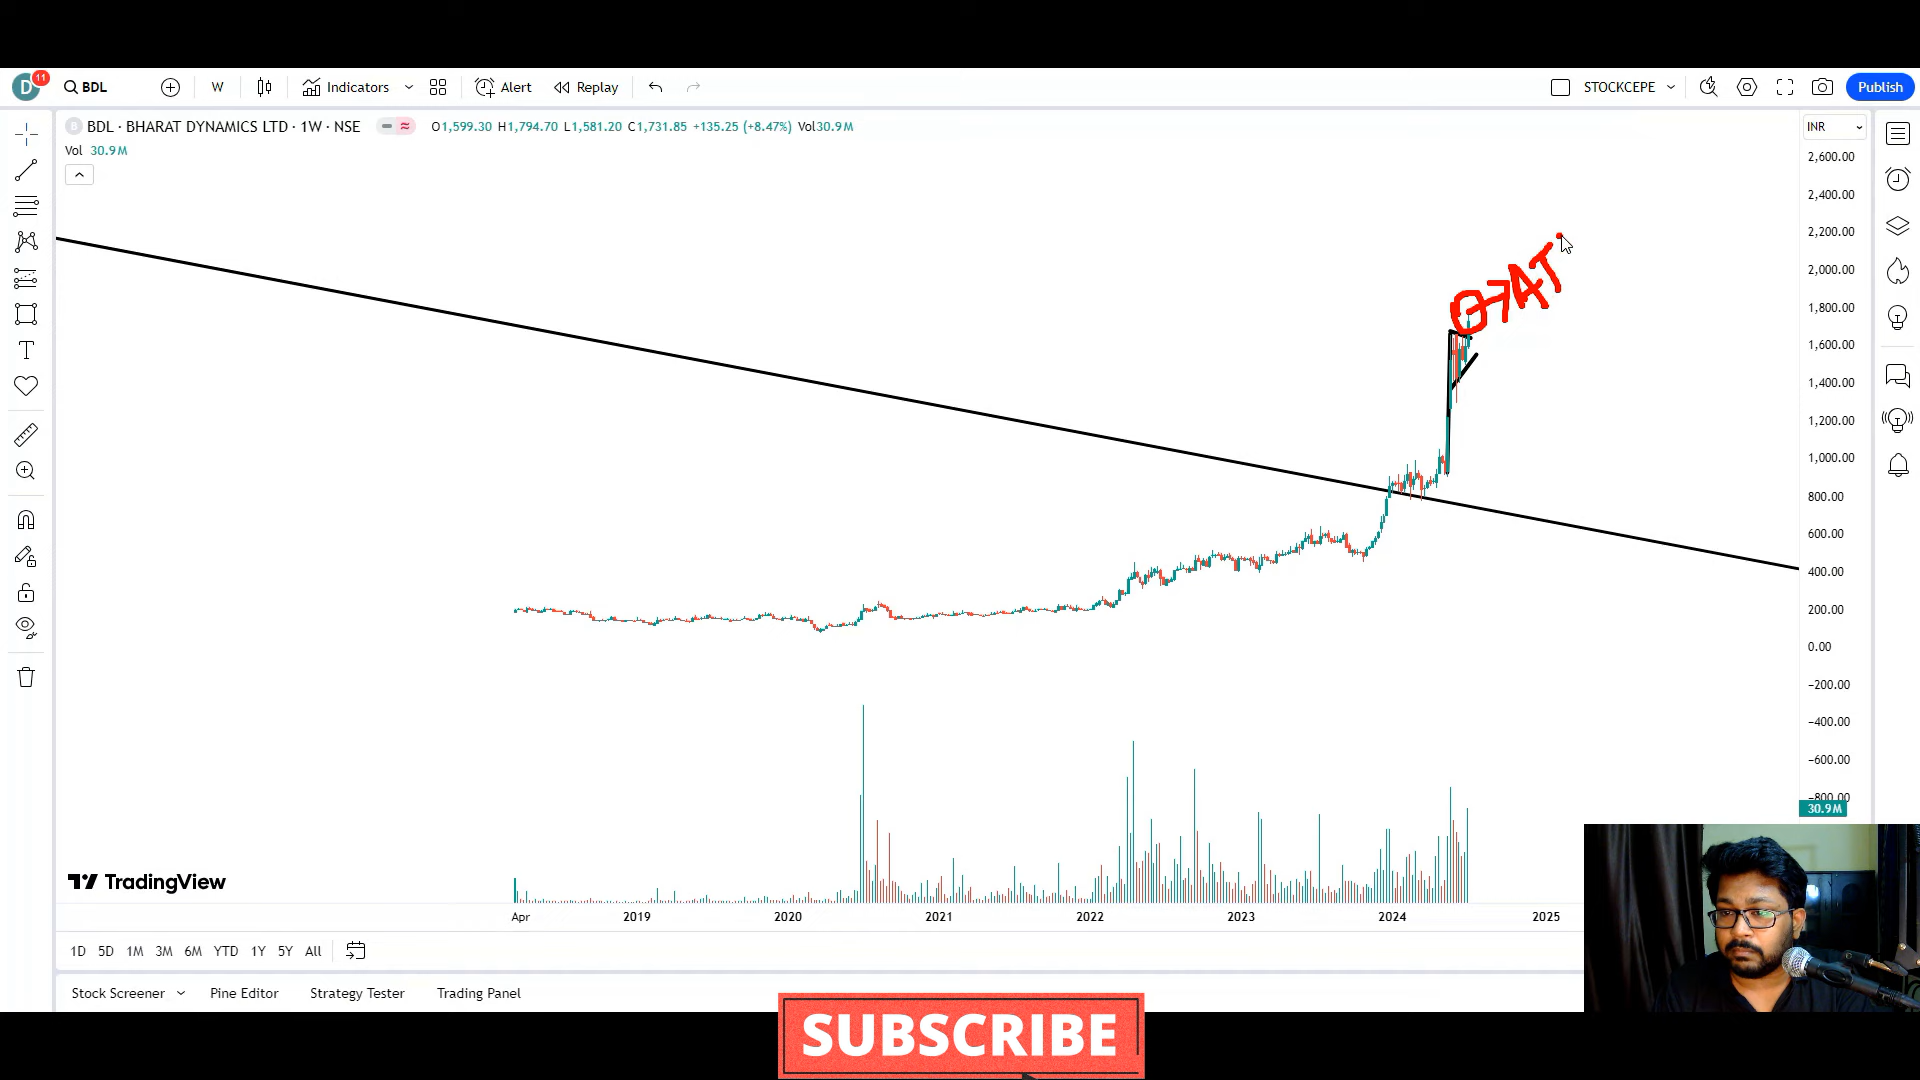 D 11 BDL W Indicators Alert Replay STOCKCEPE Publish
B BDL · BHARAT DYNAMICS LTD · 1W · NSE O1,599.30 H1,794.70 L1,581.20 C1,731.85 +135.25 (+8.47%) Vol30.9M INR
Vol 30.9M
2,600.00
2,400.00
2,200.00
2,000.00
1,800.00
1,600.00
1,400.00
1,200.00
1,000.00
800.00
600.00
400.00
200.00
0.00
−200.00
−400.00
−600.00
−800.00
30.9M
→AT
TradingView
Apr 2019 2020 2021 2022 2023 2024 2025
1D 5D 1M 3M 6M YTD 1Y 5Y All
Stock Screener Pine Editor Strategy Tester Trading Panel
SUBSCRIBE